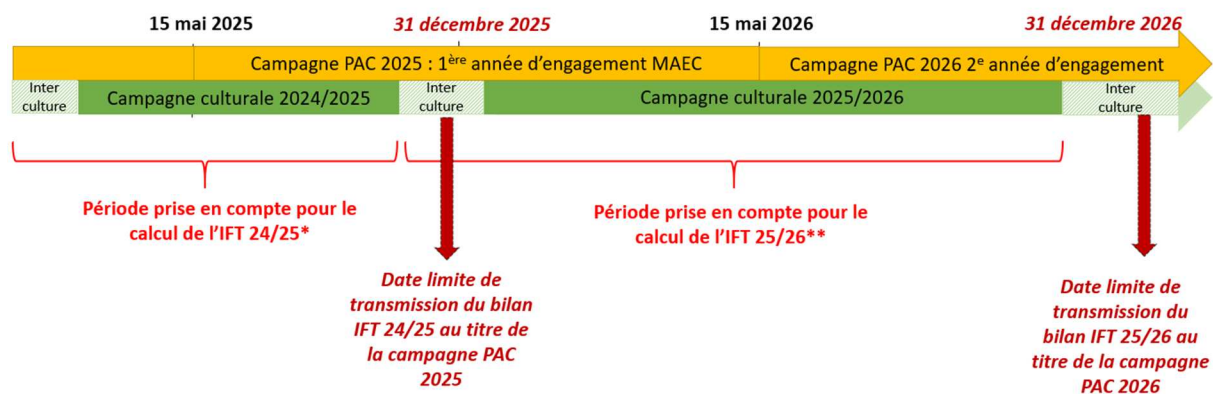 15 mai 2025
31 décembre 2025
15 mai 2026
31 décembre 2026
Campagne PAC 2025 : 1ère année d’engagement MAEC
Campagne PAC 2026 2e année d’engagement
Inter
culture
Campagne culturale 2024/2025
Inter
culture
Campagne culturale 2025/2026
Inter
culture
Période prise en compte pour le
calcul de l’IFT 24/25*
Période prise en compte pour le
calcul de l’IFT 25/26**
Date limite de
transmission du bilan
IFT 24/25 au titre de
la campagne PAC
2025
Date limite de
transmission du
bilan IFT 25/26 au
titre de la campagne
PAC 2026